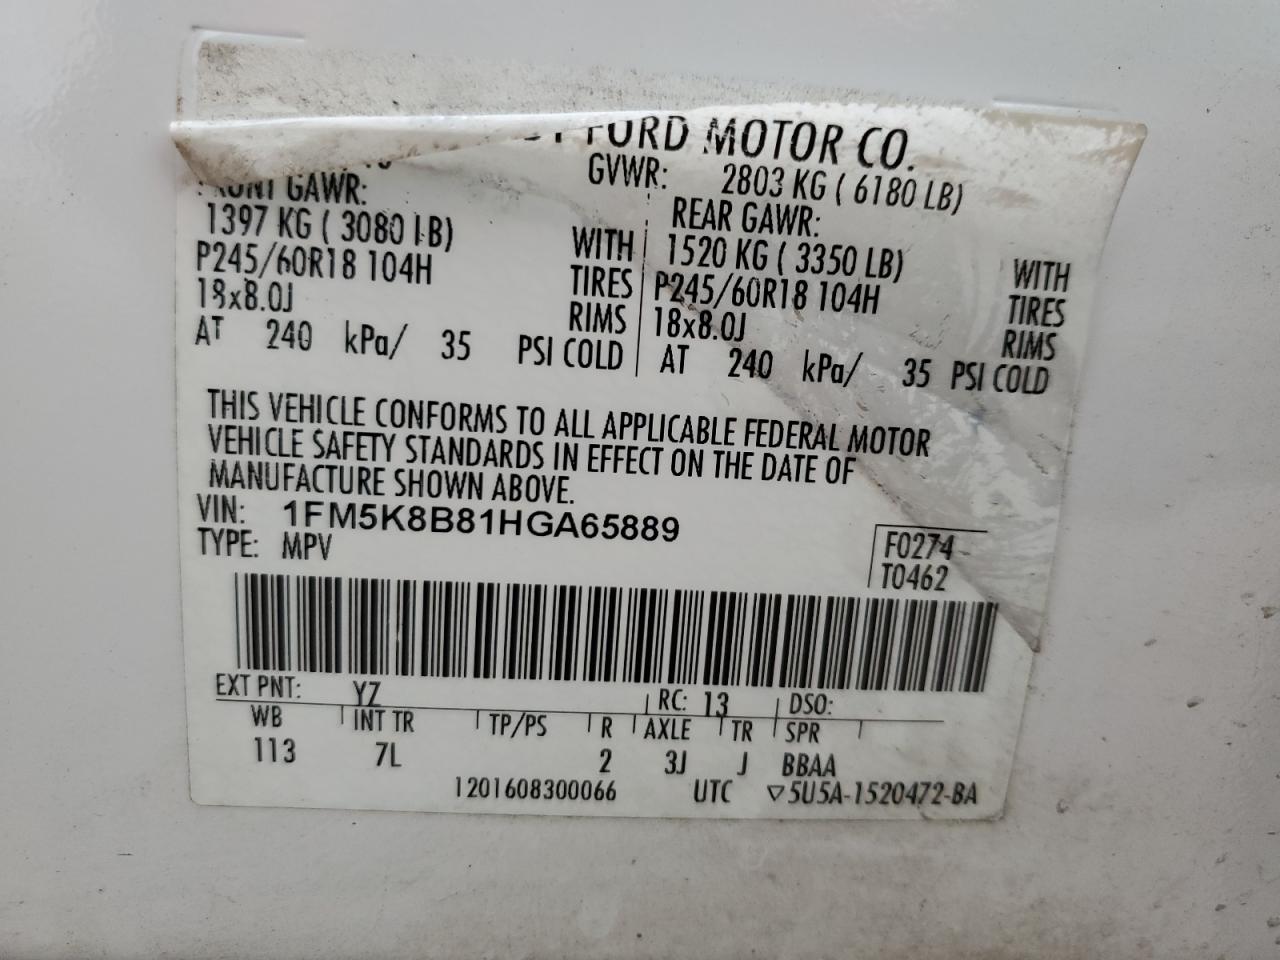 FORD MOTOR CO.
GVWR: 2803 KG ( 6180 LB)
FRONT GAWR: REAR GAWR:
1397 KG ( 3080 LB) WITH 1520 KG ( 3350 LB) WITH
P245/60R18 104H TIRES P245/60R18 104H TIRES
18x8.0J RIMS 18x8.0J RIMS
AT 240 kPa/ 35 PSI COLD AT 240 kPa/ 35 PSI COLD
THIS VEHICLE CONFORMS TO ALL APPLICABLE FEDERAL MOTOR
VEHICLE SAFETY STANDARDS IN EFFECT ON THE DATE OF
MANUFACTURE SHOWN ABOVE.
VIN: 1FM5K8B81HGA65889
TYPE: MPV
F0274
T0462
EXT PNT: YZ RC: 13 DSO:
WB INT TR TP/PS R AXLE TR SPR
113 7L 2 3J J BBAA
1201608300066 UTC ▽5U5A-1520472-BA